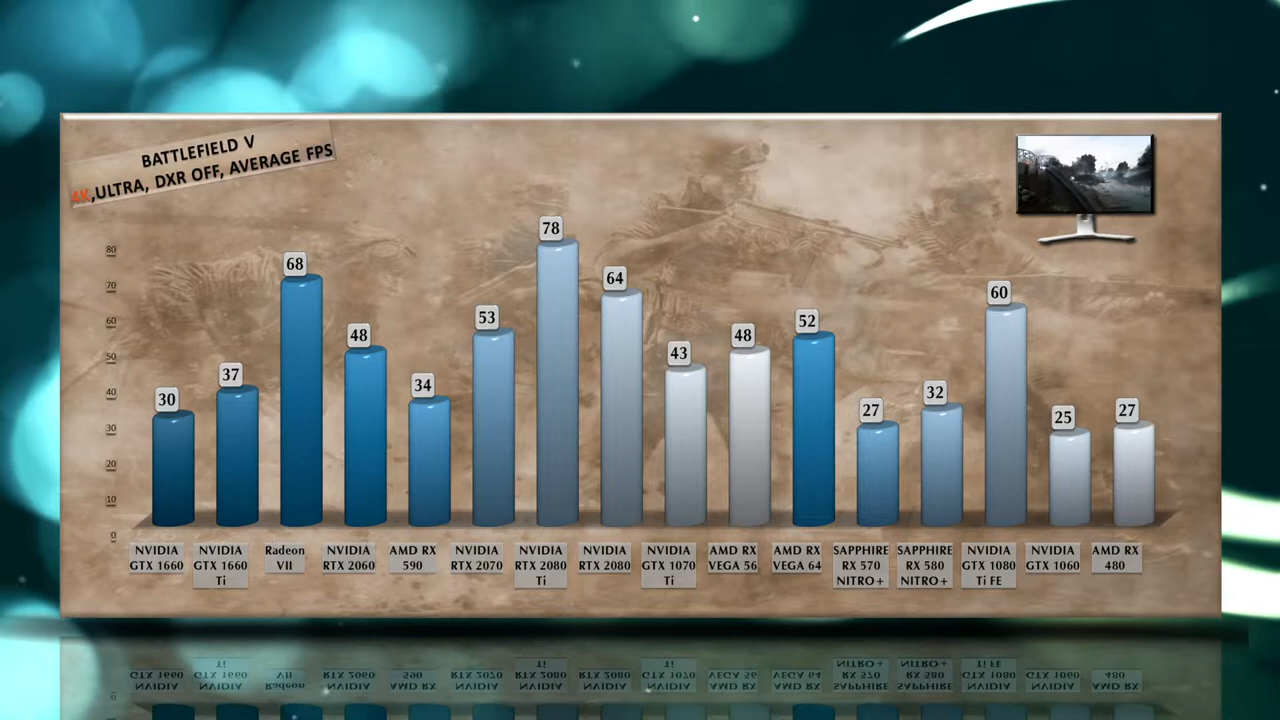 BATTLEFIELD V
4K,ULTRA, DXR OFF, AVERAGE FPS
80
70
60
50
40
30
20
10
0
30
37
68
48
34
53
78
64
43
48
52
27
32
60
25
27
NVIDIA
GTX 1660
NVIDIA
GTX 1660
Ti
Radeon
VII
NVIDIA
RTX 2060
AMD RX
590
NVIDIA
RTX 2070
NVIDIA
RTX 2080
Ti
NVIDIA
RTX 2080
NVIDIA
GTX 1070
Ti
AMD RX
VEGA 56
AMD RX
VEGA 64
SAPPHIRE
RX 570
NITRO+
SAPPHIRE
RX 580
NITRO+
NVIDIA
GTX 1080
Ti FE
NVIDIA
GTX 1060
AMD RX
480